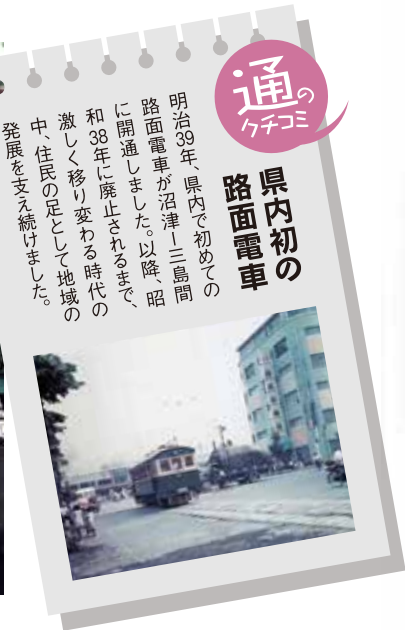 通の
クチコミ
県内初の
路面電車
明治39年、県内で初めての
路面電車が沼津ー三島間
に開通しました。以降、昭
和38年に廃止されるまで、
激しく移り変わる時代の
中、住民の足として地域の
発展を支え続けました。